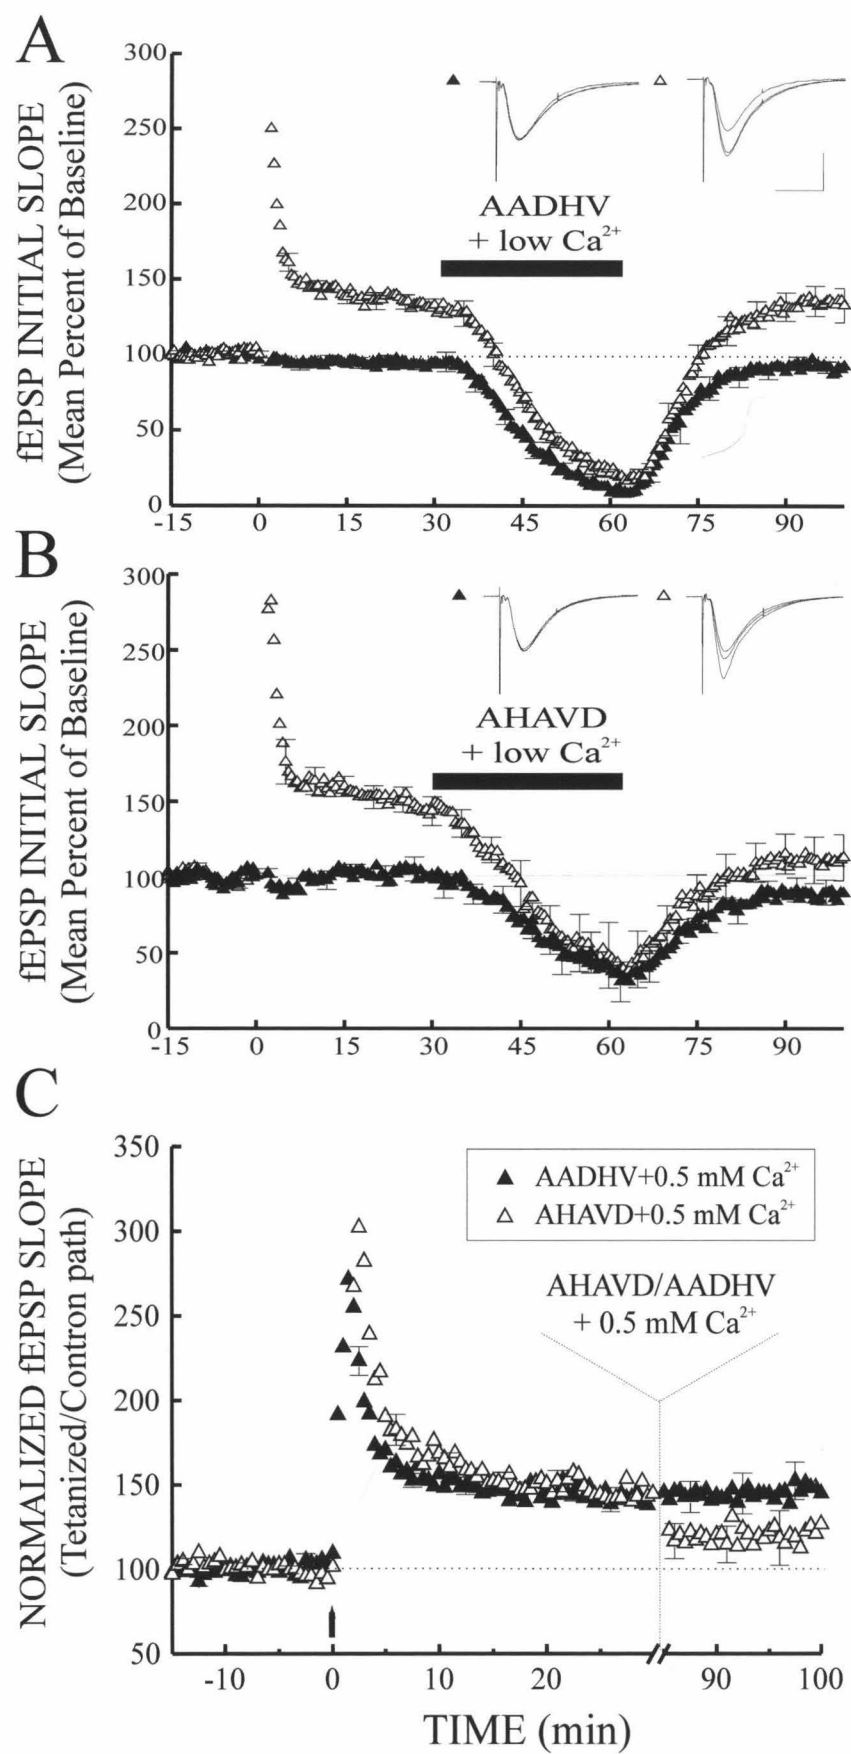 A
fEPSP INITIAL SLOPE
(Mean Percent of Baseline)
300
250
200
150
100
50
0
AADHV
+ low Ca2+
-15 0 15 30 45 60 75 90
B
fEPSP INITIAL SLOPE
(Mean Percent of Baseline)
300
250
200
150
100
50
0
AHAVD
+ low Ca2+
-15 0 15 30 45 60 75 90
C
NORMALIZED fEPSP SLOPE
(Tetanized/Contron path)
350
300
250
200
150
100
50
AADHV+0.5 mM Ca2+
AHAVD+0.5 mM Ca2+
AHAVD/AADHV
+ 0.5 mM Ca2+
-10 0 10 20 90 100
TIME (min)